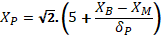 X_P = √2. (5 + (X_B - X_M) / δ_P)